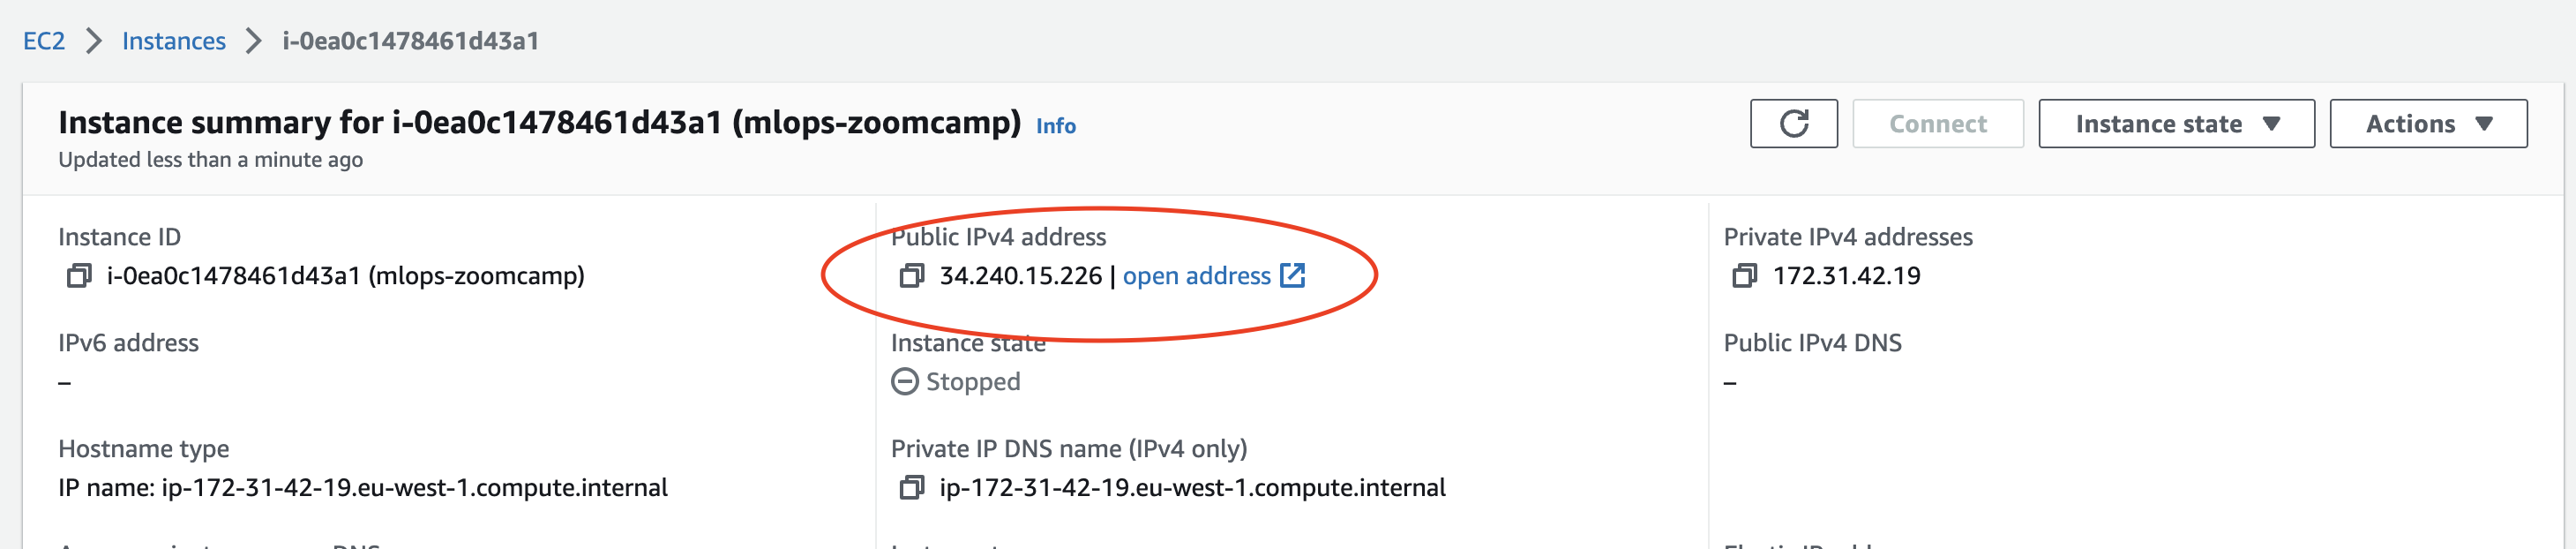 EC2 > Instances > i-0ea0c1478461d43a1
Instance summary for i-0ea0c1478461d43a1 (mlops-zoomcamp) Info
Updated less than a minute ago
Connect
Instance state
Actions
Instance ID
i-0ea0c1478461d43a1 (mlops-zoomcamp)
Public IPv4 address
34.240.15.226 | open address
Private IPv4 addresses
172.31.42.19
IPv6 address
–
Instance state
Stopped
Public IPv4 DNS
–
Hostname type
IP name: ip-172-31-42-19.eu-west-1.compute.internal
Private IP DNS name (IPv4 only)
ip-172-31-42-19.eu-west-1.compute.internal